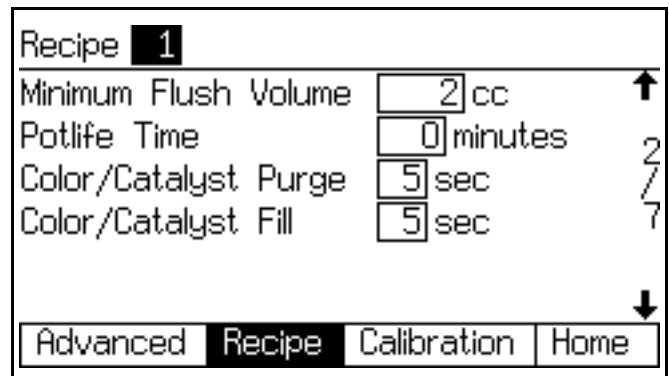 Recipe 1
Minimum Flush Volume 2 cc
Potlife Time 0 minutes
Color/Catalyst Purge 5 sec
Color/Catalyst Fill 5 sec
2/7
Advanced Recipe Calibration Home